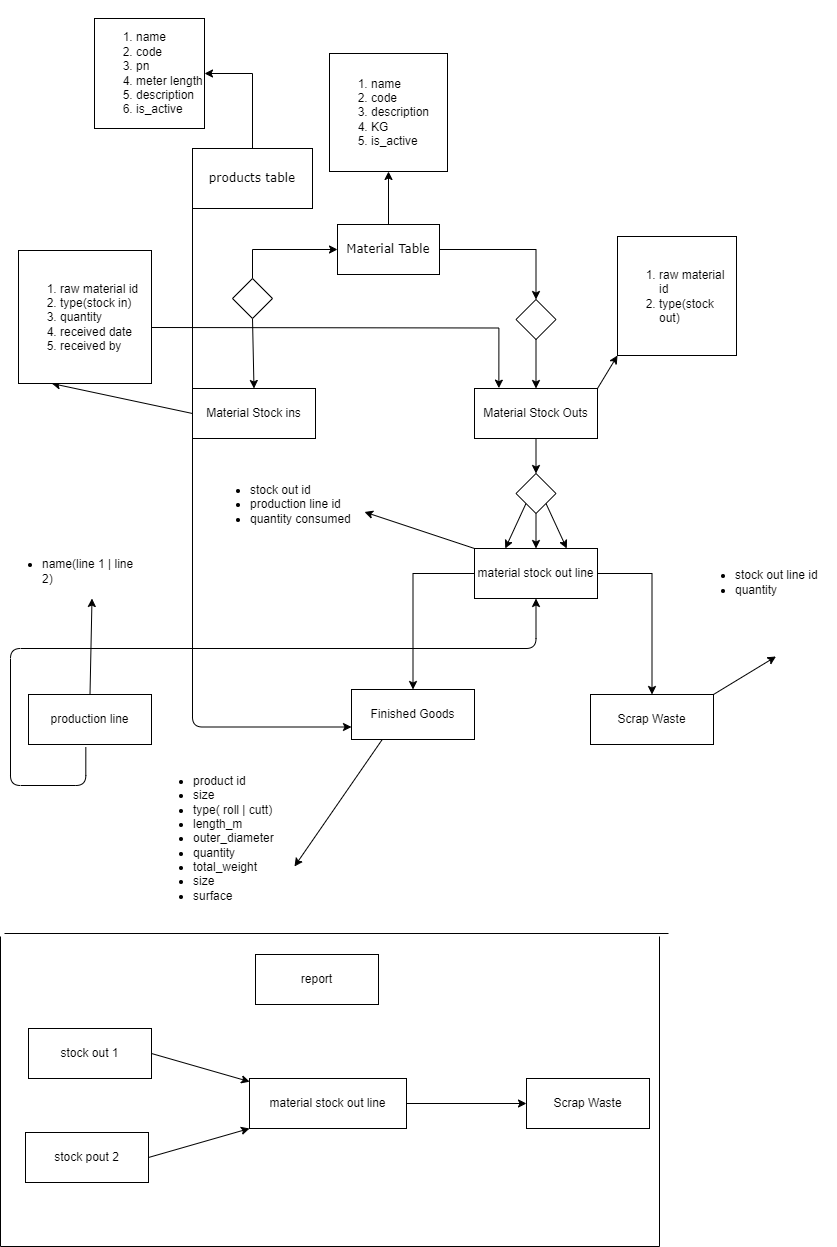 1. name
2. code
3. pn
4. meter length
5. description
6. is_active
1. name
2. code
3. description
4. KG
5. is_active
products table
Material Table
1. raw material id
2. type(stock in)
3. quantity
4. received date
5. received by
1. raw material
id
2. type(stock
out)
Material Stock ins
Material Stock Outs
• stock out id
• production line id
• quantity consumed
• name(line 1 | line
2)
material stock out line
• stock out line id
• quantity
production line
Finished Goods
Scrap Waste
• product id
• size
• type( roll | cutt)
• length_m
• outer_diameter
• quantity
• total_weight
• size
• surface
report
stock out 1
material stock out line
Scrap Waste
stock pout 2